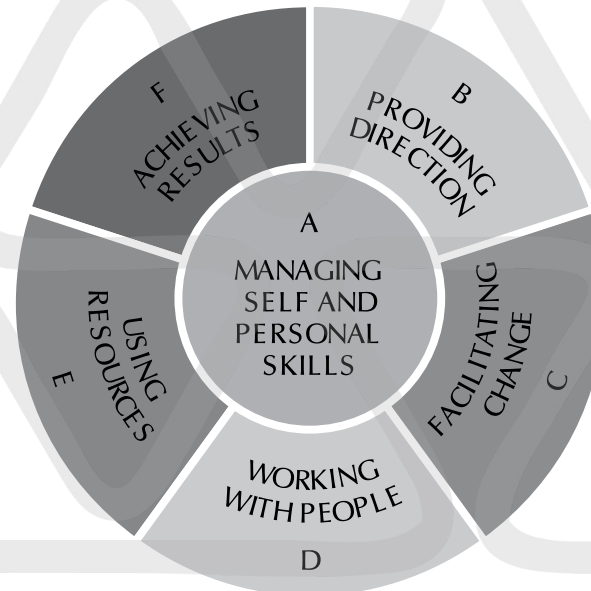 A
MANAGING
SELF AND
PERSONAL
SKILLS
B
PROVIDING
DIRECTION
C
FACILITATING
CHANGE
WORKING
WITH PEOPLE
D
E
USING
RESOURCES
F
ACHIEVING
RESULTS